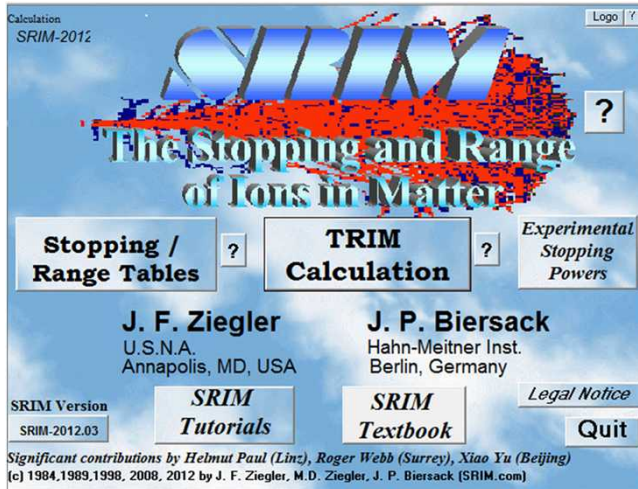 Calculation
SRIM-2012
Logo ?
SRIM
?
The Stopping and Range
of Ions in Matter
Stopping /
Range Tables
?
TRIM
Calculation
?
Experimental
Stopping
Powers
J. F. Ziegler
U.S.N.A.
Annapolis, MD, USA
J. P. Biersack
Hahn-Meitner Inst.
Berlin, Germany
SRIM Version
SRIM-2012.03
SRIM
Tutorials
SRIM
Textbook
Legal Notice
Quit
Significant contributions by Helmut Paul (Linz), Roger Webb (Surrey), Xiao Yu (Beijing)
(c) 1984,1989,1998, 2008, 2012 by J. F. Ziegler, M.D. Ziegler, J. P. Biersack (SRIM.com)